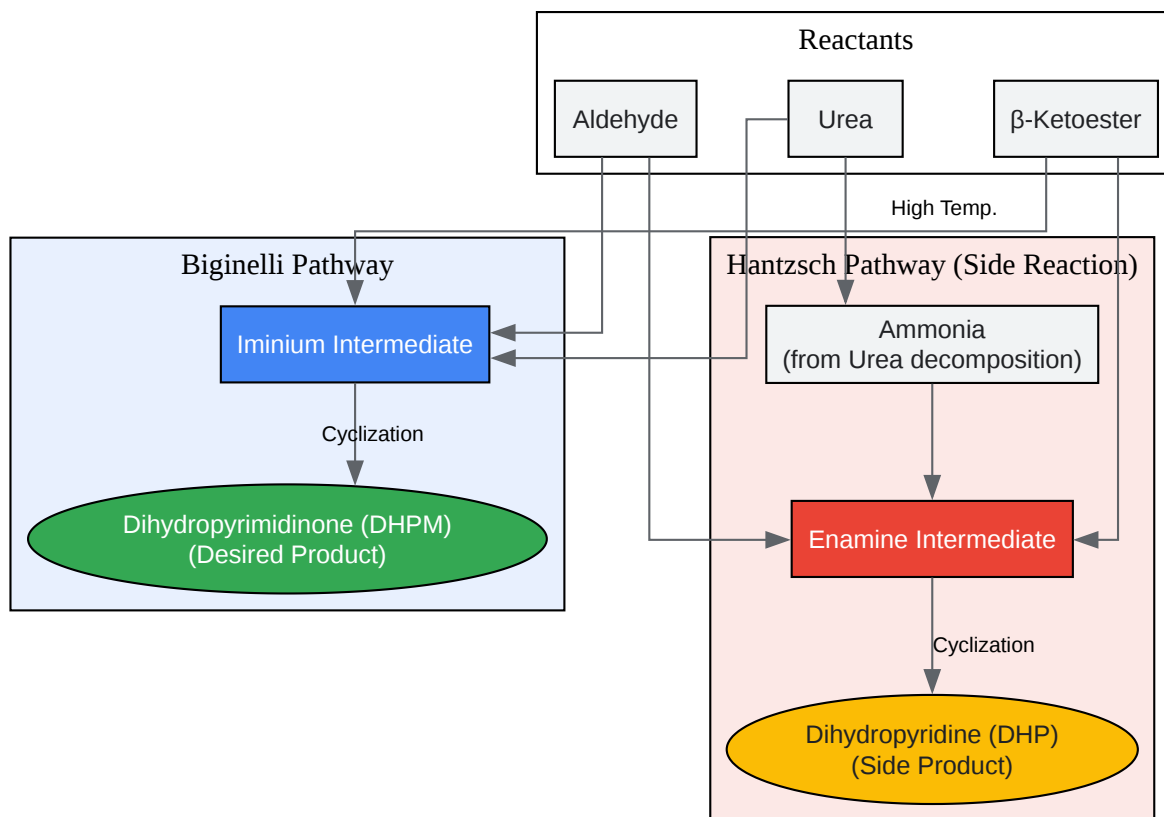 Reactants
Aldehyde
Urea
β-Ketoester
High Temp.
Biginelli Pathway
Hantzsch Pathway (Side Reaction)
Iminium Intermediate
Ammonia
(from Urea decomposition)
Cyclization
Dihydropyrimidinone (DHPM)
(Desired Product)
Enamine Intermediate
Cyclization
Dihydropyridine (DHP)
(Side Product)